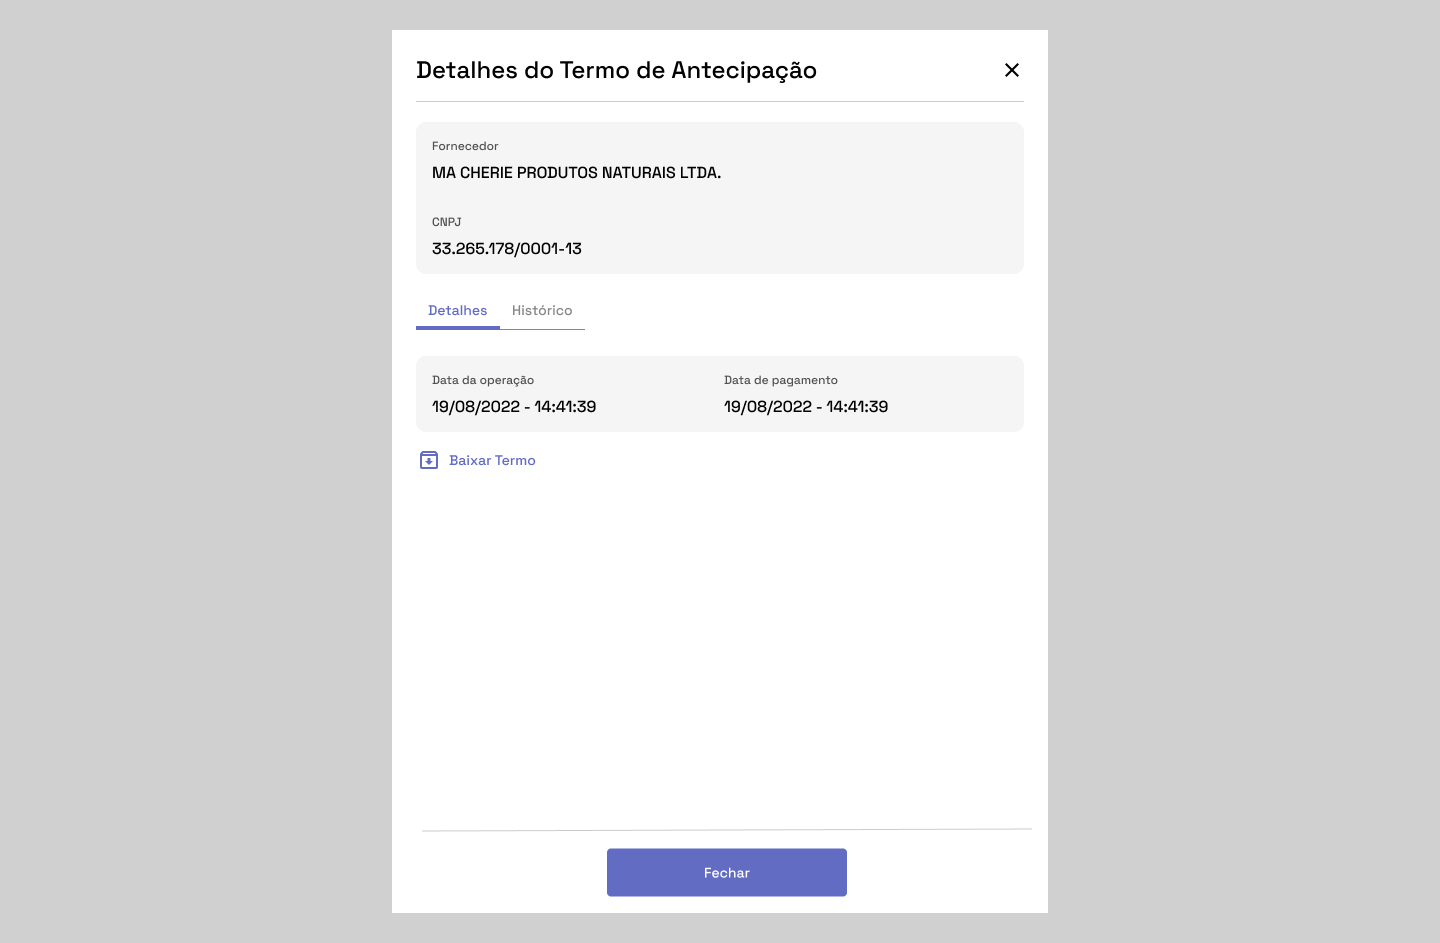 Detalhes do Termo de Antecipação
Fornecedor
MA CHERIE PRODUTOS NATURAIS LTDA.
CNPJ
33.265.178/0001-13
Detalhes Histórico
Data da operação Data de pagamento
19/08/2022 - 14:41:39 19/08/2022 - 14:41:39
Baixar Termo
Fechar